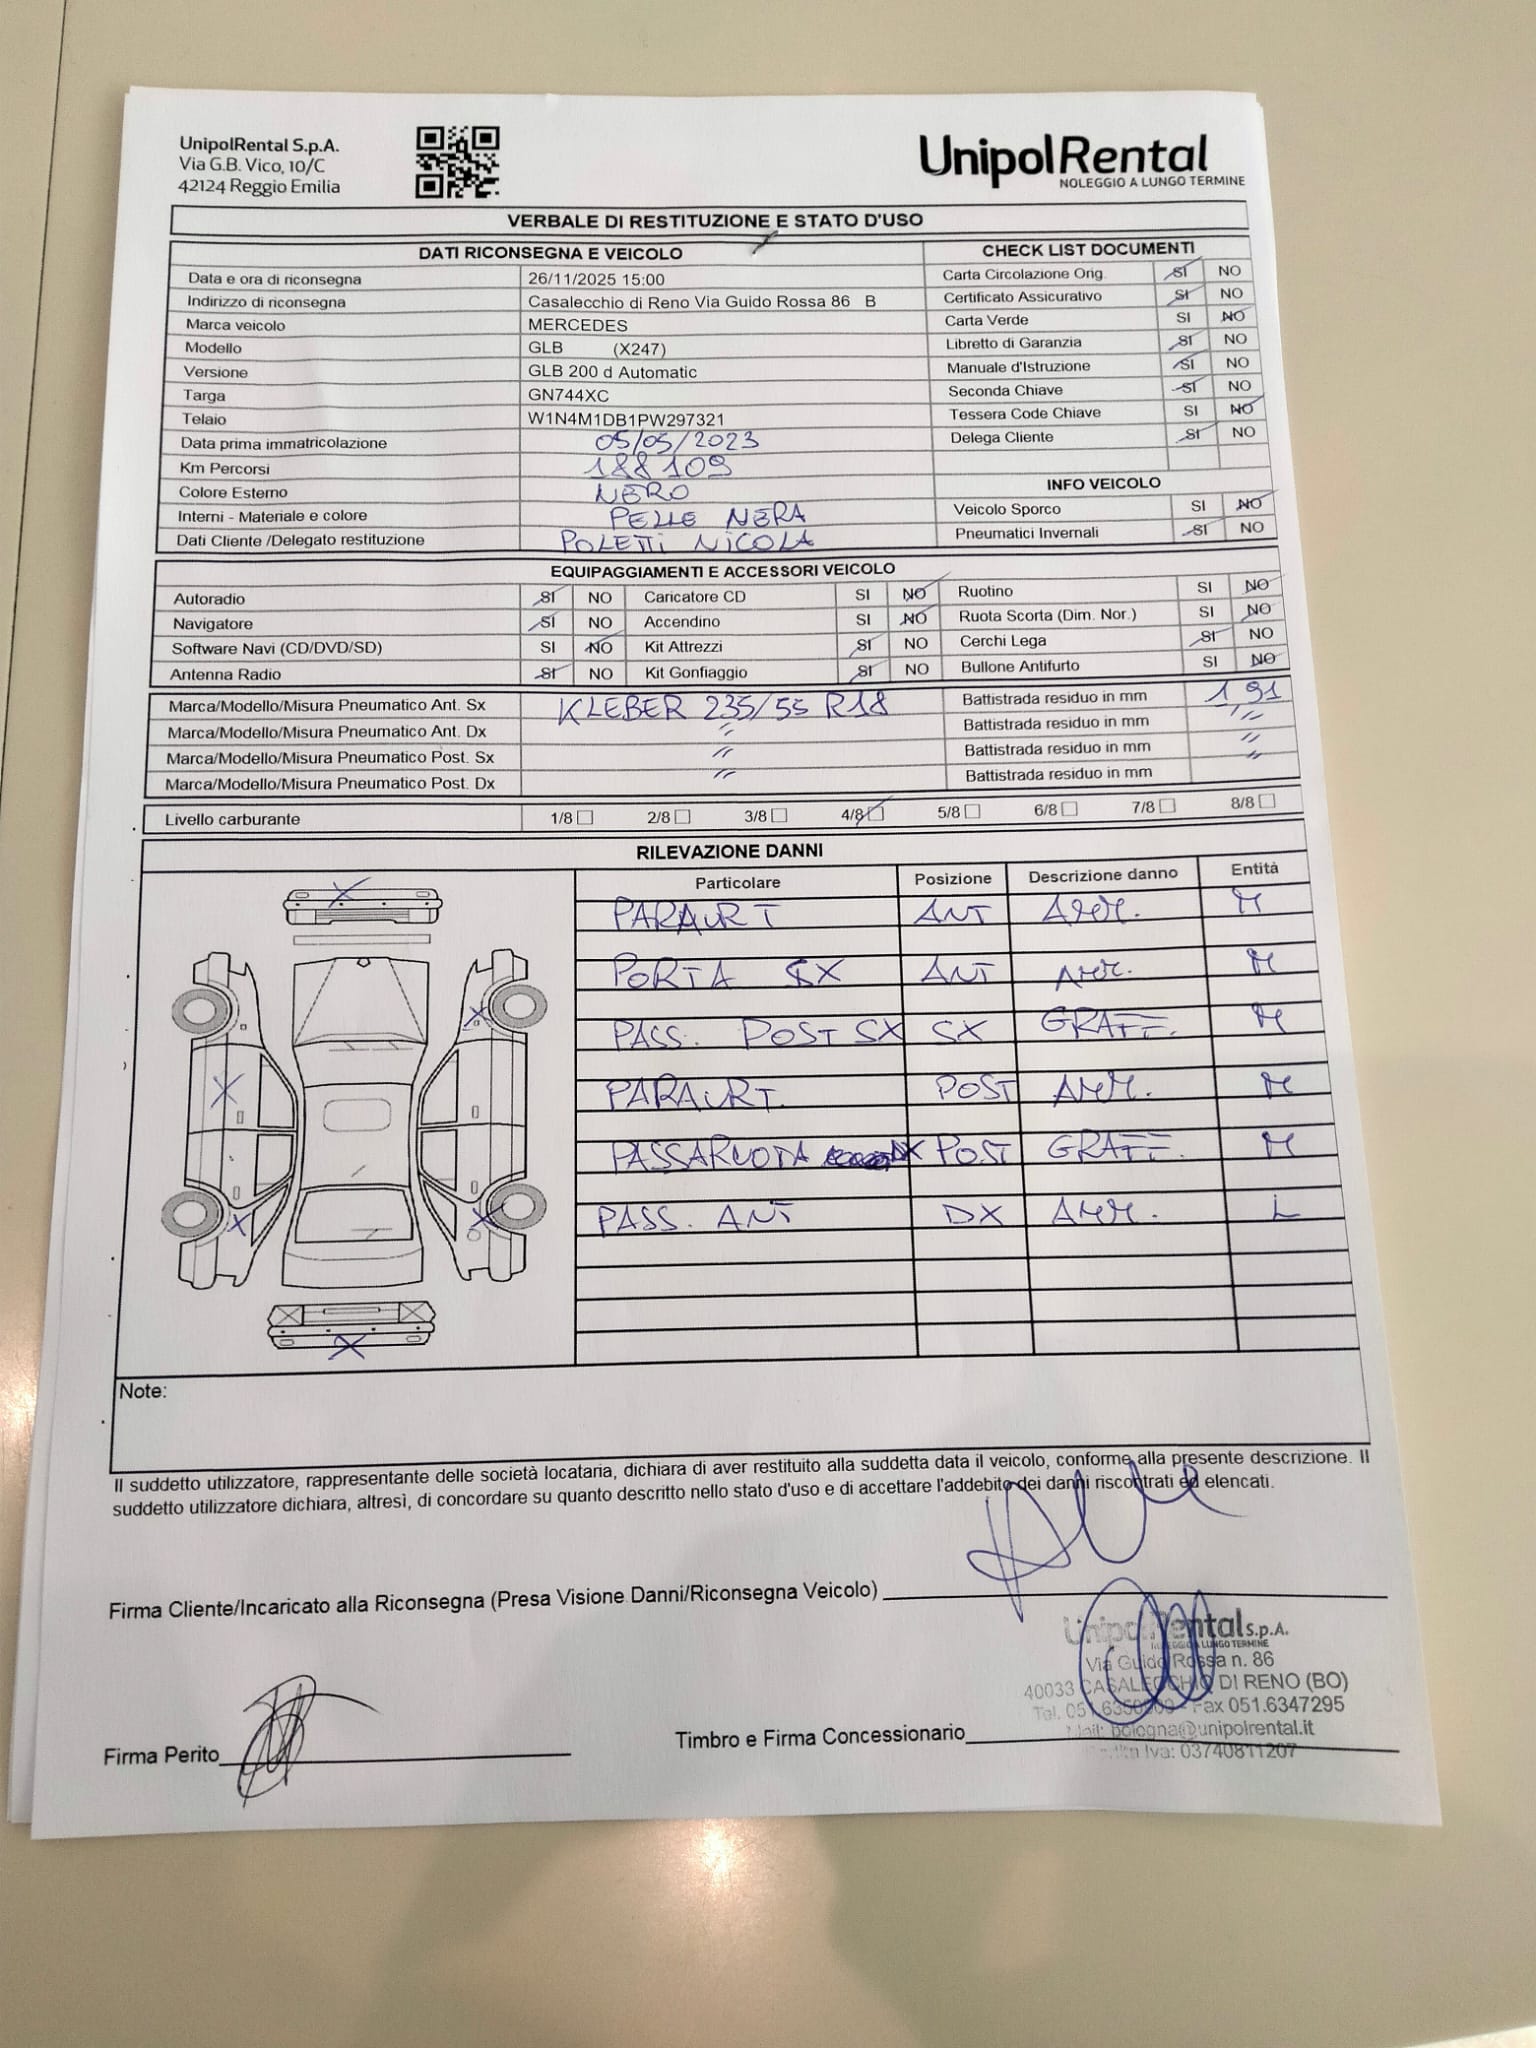 UnipolRental S.p.A.
Via G.B. Vico, 10/C
42124 Reggio Emilia
UnipolRental
NOLEGGIO A LUNGO TERMINE
VERBALE DI RESTITUZIONE E STATO D'USO
DATI RICONSEGNA E VEICOLO
Data e ora di riconsegna 26/11/2025 15:00
Indirizzo di riconsegna Casalecchio di Reno Via Guido Rossa 86 B
Marca veicolo MERCEDES
Modello GLB (X247)
Versione GLB 200 d Automatic
Targa GN744XC
Telaio W1N4M1DB1PW297321
Data prima immatricolazione 05/05/2023
Km Percorsi 188109
Colore Esterno NERO
Interni - Materiale e colore PELLE NERA
Dati Cliente /Delegato restituzione POLETTI NICOLA
CHECK LIST DOCUMENTI
Carta Circolazione Orig. SI NO
Certificato Assicurativo SI NO
Carta Verde SI NO
Libretto di Garanzia SI NO
Manuale d'Istruzione SI NO
Seconda Chiave SI NO
Tessera Code Chiave SI NO
Delega Cliente SI NO
INFO VEICOLO
Veicolo Sporco SI NO
Pneumatici Invernali SI NO
EQUIPAGGIAMENTI E ACCESSORI VEICOLO
Autoradio SI NO Caricatore CD SI NO Ruotino SI NO
Navigatore SI NO Accendino SI NO Ruota Scorta (Dim. Nor.) SI NO
Software Navi (CD/DVD/SD) SI NO Kit Attrezzi SI NO Cerchi Lega SI NO
Antenna Radio SI NO Kit Gonfiaggio SI NO Bullone Antifurto SI NO
Marca/Modello/Misura Pneumatico Ant. Sx KLEBER 235/55 R18 Battistrada residuo in mm 1,91
Marca/Modello/Misura Pneumatico Ant. Dx " Battistrada residuo in mm "
Marca/Modello/Misura Pneumatico Post. Sx " Battistrada residuo in mm "
Marca/Modello/Misura Pneumatico Post. Dx " Battistrada residuo in mm "
Livello carburante 1/8 2/8 3/8 4/8 5/8 6/8 7/8 8/8
RILEVAZIONE DANNI
Particolare Posizione Descrizione danno Entità
PARAURT ANT AMM. M
PORTA SX ANT AMM. M
PASS. POST SX SX GRAFF. M
PARAURT. POST AMM. M
PASSARUOTA DX POST GRAFF. M
PASS. ANT DX AMM. L
Note:
Il suddetto utilizzatore, rappresentante delle società locataria, dichiara di aver restituito alla suddetta data il veicolo, conforme alla presente descrizione. Il
suddetto utilizzatore dichiara, altresì, di concordare su quanto descritto nello stato d'uso e di accettare l'addebito dei danni riscontrati ed elencati.
Firma Cliente/Incaricato alla Riconsegna (Presa Visione Danni/Riconsegna Veicolo)
UnipolRental S.p.A.
NOLEGGIO A LUNGO TERMINE
Via Guido Rossa n. 86
40033 CASALECCHIO DI RENO (BO)
Tel. Fax 051.6347295
Mail: bologna@unipolrental.it
Iva: 03740811207
Firma Perito
Timbro e Firma Concessionario